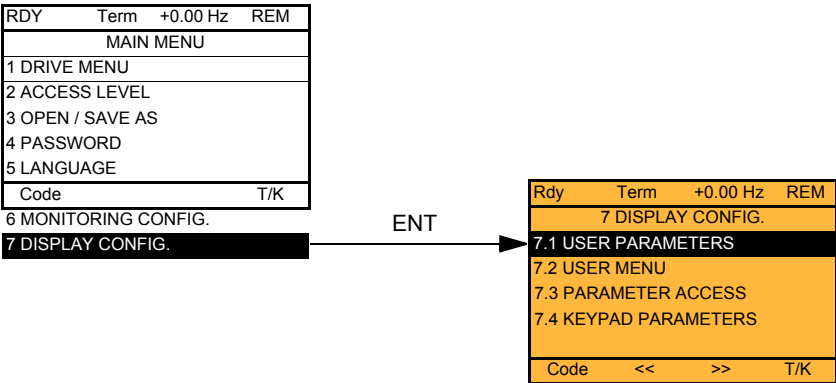 RDY Term +0.00 Hz REM
MAIN MENU
1 DRIVE MENU
2 ACCESS LEVEL
3 OPEN / SAVE AS
4 PASSWORD
5 LANGUAGE
Code T/K
6 MONITORING CONFIG.
7 DISPLAY CONFIG.
ENT
Rdy Term +0.00 Hz REM
7 DISPLAY CONFIG.
7.1 USER PARAMETERS
7.2 USER MENU
7.3 PARAMETER ACCESS
7.4 KEYPAD PARAMETERS
Code << >> T/K